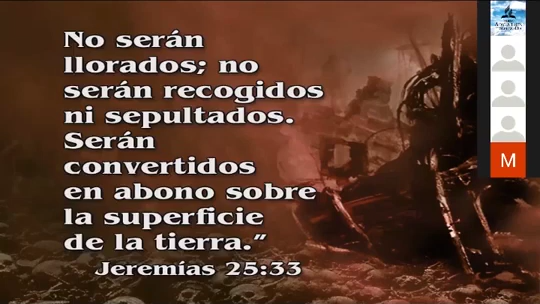 No serán
llorados; no
serán recogidos
ni sepultados.
Serán
convertidos
en abono sobre
la superficie
de la tierra.”
Jeremías 25:33
M